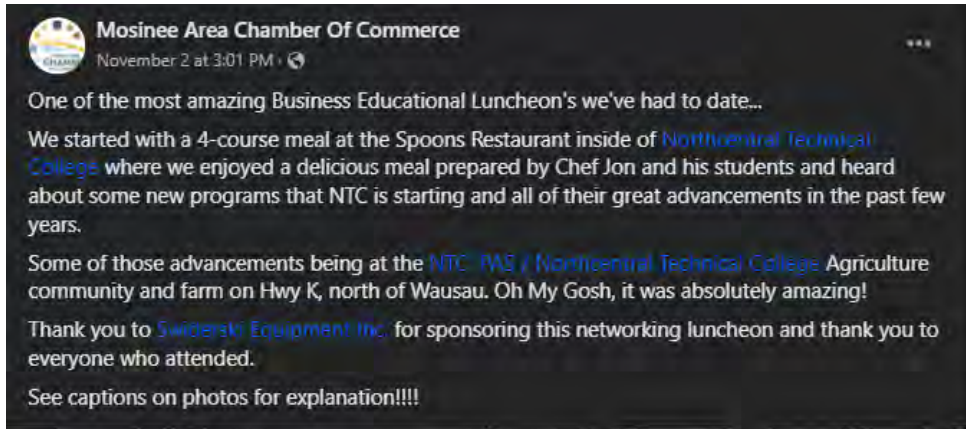 Mosinee Area Chamber Of Commerce
November 2 at 3:01 PM ·
One of the most amazing Business Educational Luncheon's we've had to date...
We started with a 4-course meal at the Spoons Restaurant inside of Northcentral Technical
College where we enjoyed a delicious meal prepared by Chef Jon and his students and heard
about some new programs that NTC is starting and all of their great advancements in the past few
years.
Some of those advancements being at the NTC PAS / Northcentral Technical College Agriculture
community and farm on Hwy K, north of Wausau. Oh My Gosh, it was absolutely amazing!
Thank you to Swiderski Equipment Inc. for sponsoring this networking luncheon and thank you to
everyone who attended.
See captions on photos for explanation!!!!